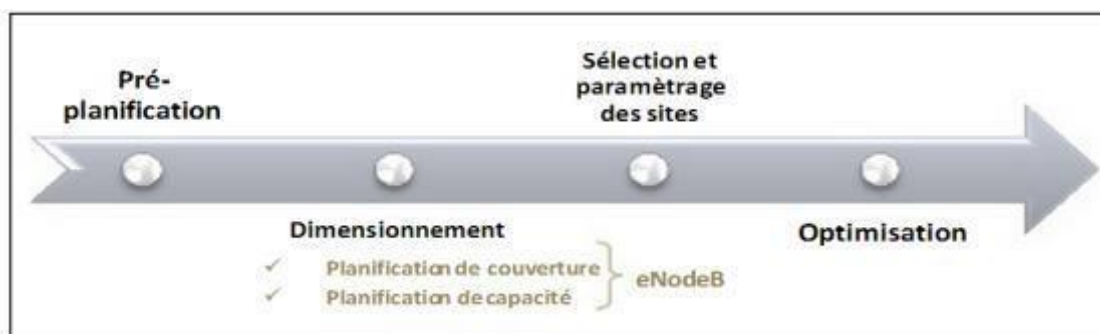 Pré-
planification
Sélection et
paramètrage
des sites
Dimensionnement
✓ Planification de couverture
✓ Planification de capacité
eNodeB
Optimisation